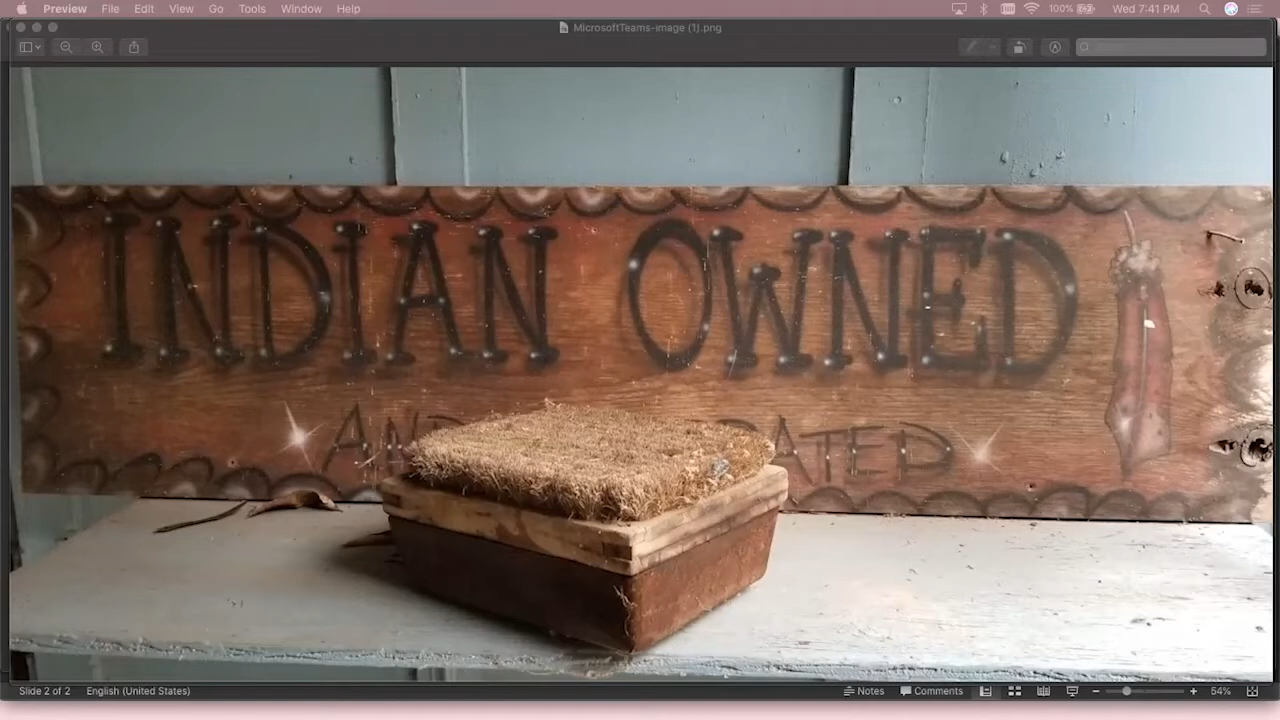 Preview File Edit View Go Tools Window Help 100% Wed 7:41 PM
MicrosoftTeams-image (1).png
INDIAN OWNED
AND
Slide 2 of 2 English (United States) Notes Comments 54%